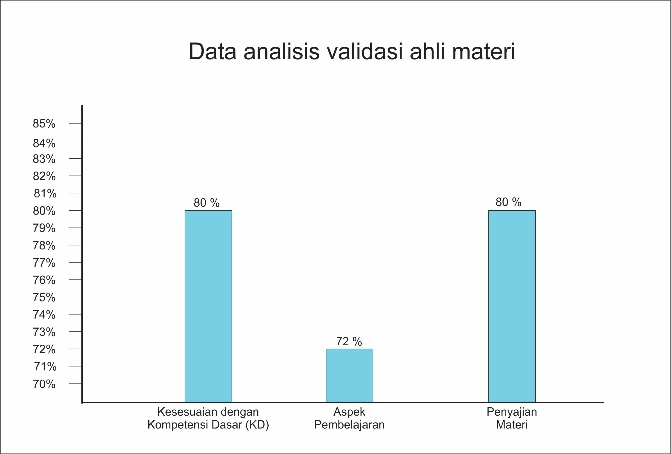 Data analisis validasi ahli materi
85%
84%
83%
82%
81%
80%
79%
78%
77%
76%
75%
74%
73%
72%
71%
70%
80 %
72 %
80 %
Kesesuaian dengan
Kompetensi Dasar (KD)
Aspek
Pembelajaran
Penyajian
Materi